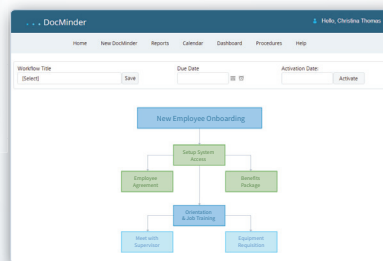 . . . DocMinder
Hello, Christina Thomas
Home New DocMinder Reports Calendar Dashboard Procedures Help
Workflow Title Due Date Activation Date:
[Select] Save Activate
New Employee Onboarding
Setup System
Access
Employee
Agreement
Benefits
Package
Orientation
& Job Training
Meet with
Supervisor
Equipment
Requisition